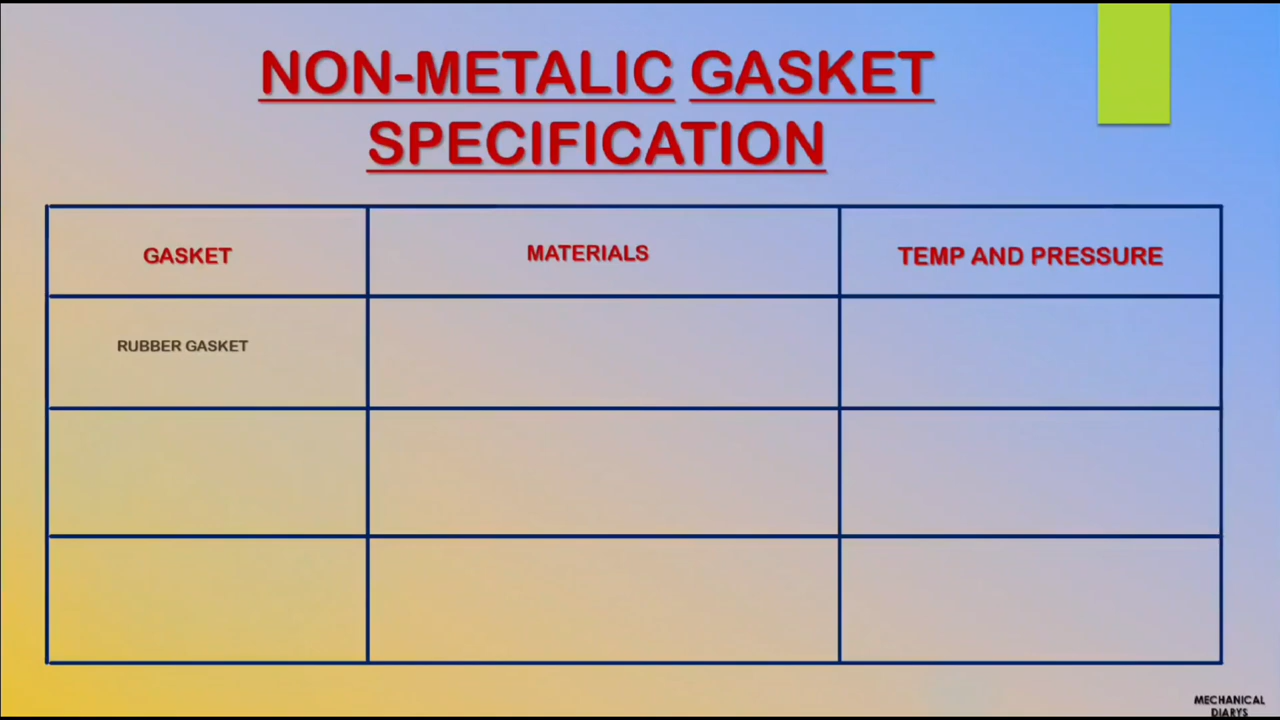 NON-METALIC GASKET
SPECIFICATION
GASKET
MATERIALS
TEMP AND PRESSURE
RUBBER GASKET
MECHANICAL
DIARYS